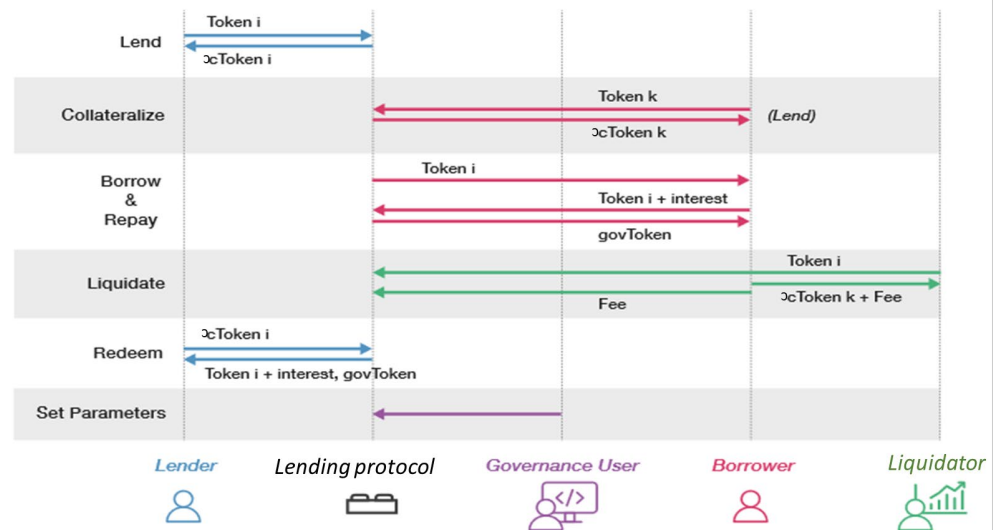 Token i
Lend
ɔcToken i
Token k
Collateralize
(Lend)
ɔcToken k
Token i
Borrow
&
Repay
Token i + interest
govToken
Token i
Liquidate
ɔcToken k + Fee
Fee
ɔcToken i
Redeem
Token i + interest, govToken
Set Parameters
Lender
Lending protocol
Governance User
Borrower
Liquidator
</>